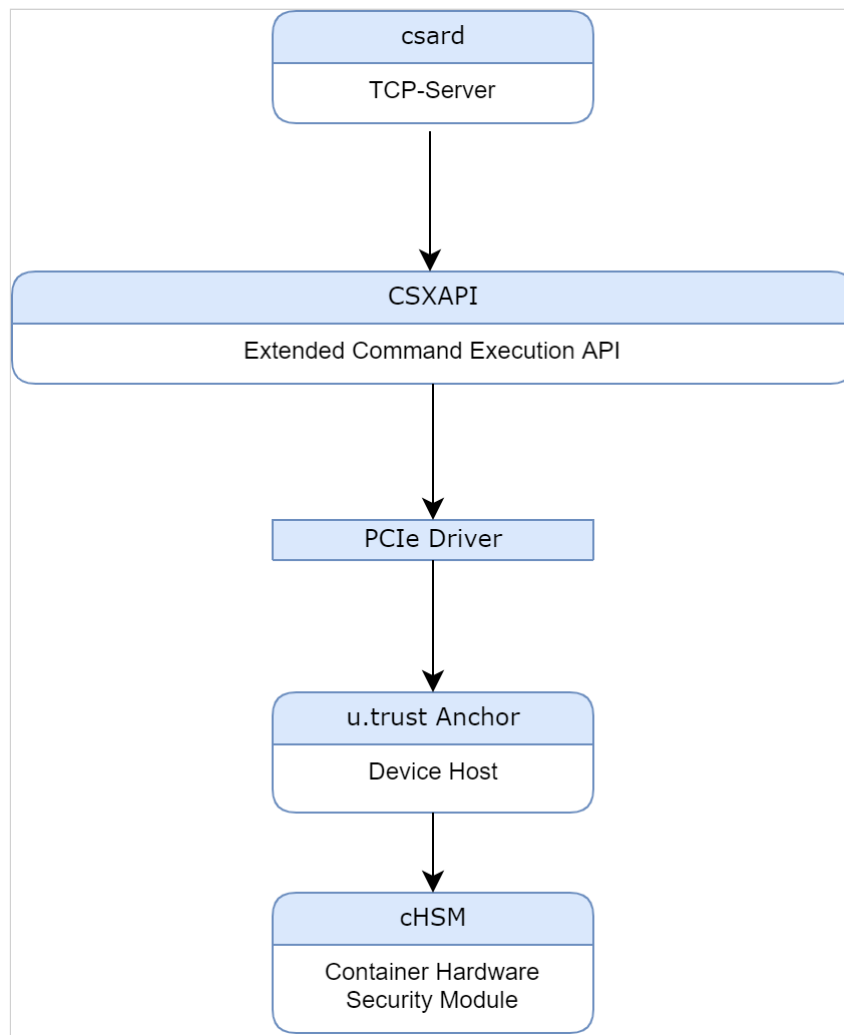 csard
TCP-Server
CSXAPI
Extended Command Execution API
PCIe Driver
u.trust Anchor
Device Host
cHSM
Container Hardware
Security Module